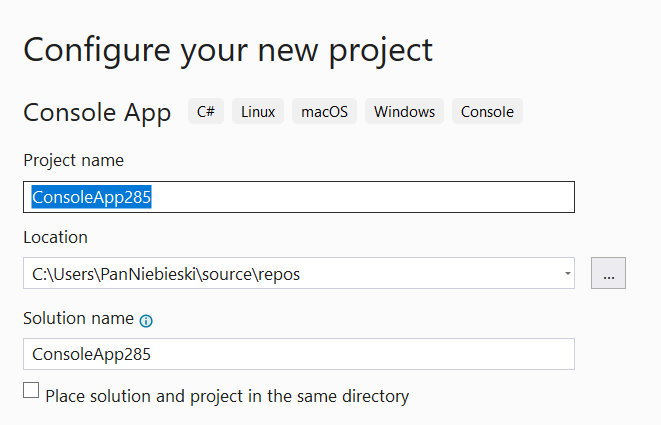 Configure your new project
Console App C# Linux macOS Windows Console
Project name
ConsoleApp285
Location
C:\Users\PanNiebieski\source\repos
...
Solution name
ConsoleApp285
Place solution and project in the same directory